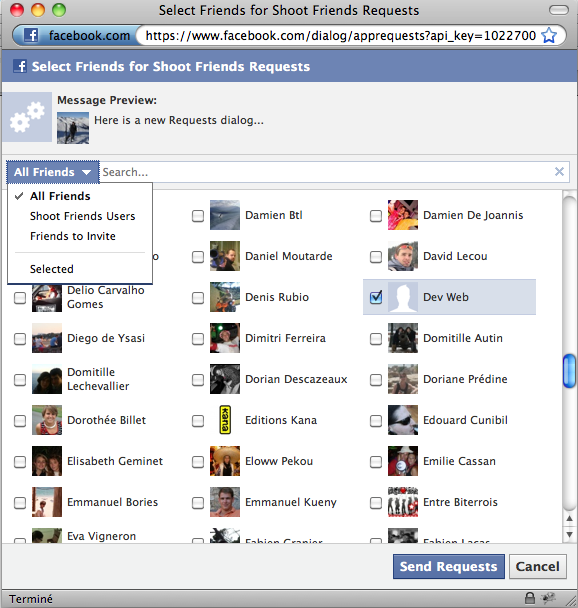 Select Friends for Shoot Friends Requests
facebook.com https://www.facebook.com/dialog/apprequests?api_key=1022700
Select Friends for Shoot Friends Requests
Message Preview:
Here is a new Requests dialog...
All Friends Search...
All Friends
Shoot Friends Users
Friends to Invite
Selected
Damien Btl
Damien De Joannis
Daniel Moutarde
David Lecou
Delio Carvalho
Gomes
Denis Rubio
Dev Web
Diego de Ysasi
Dimitri Ferreira
Domitille Autin
Domitille
Lechevallier
Dorian Descazeaux
Doriane Prédine
Dorothée Billet
kana
Editions Kana
Edouard Cunibil
Elisabeth Geminet
Eloww Pekou
Emilie Cassan
Emmanuel Bories
Emmanuel Kueny
Entre Biterrois
Eva Vigneron
Fabien Granier
Fabien Lacas
Send Requests Cancel
Terminé